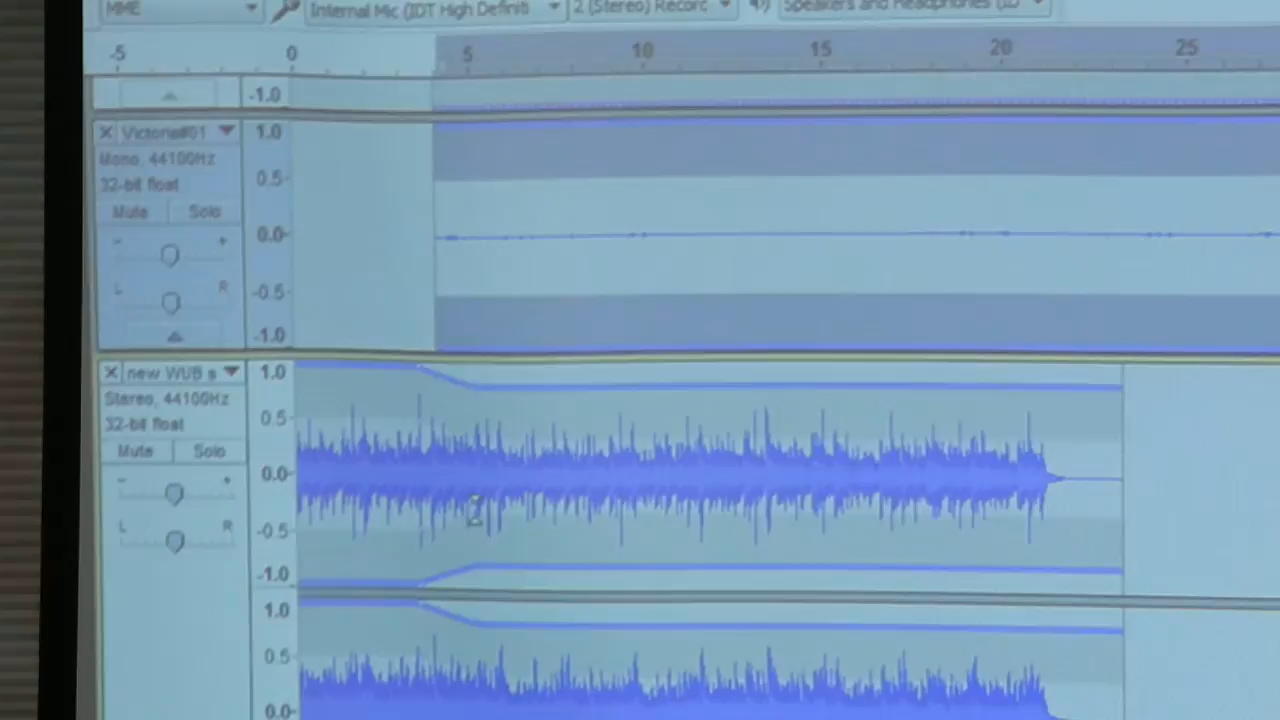 MME Internal Mic (IDT High Definiti 2 (Stereo) Recorc Speakers and Headphones (ID
-5 0 5 10 15 20 25
-1.0
X Victoria#01 1.0
Mono, 44100Hz
32-bit float 0.5
Mute Solo
- + 0.0
L R -0.5
-1.0
X new WUB s 1.0
Stereo, 44100Hz 0.5
32-bit float
Mute Solo 0.0
- +
L R -0.5
-1.0
1.0
0.5
0.0